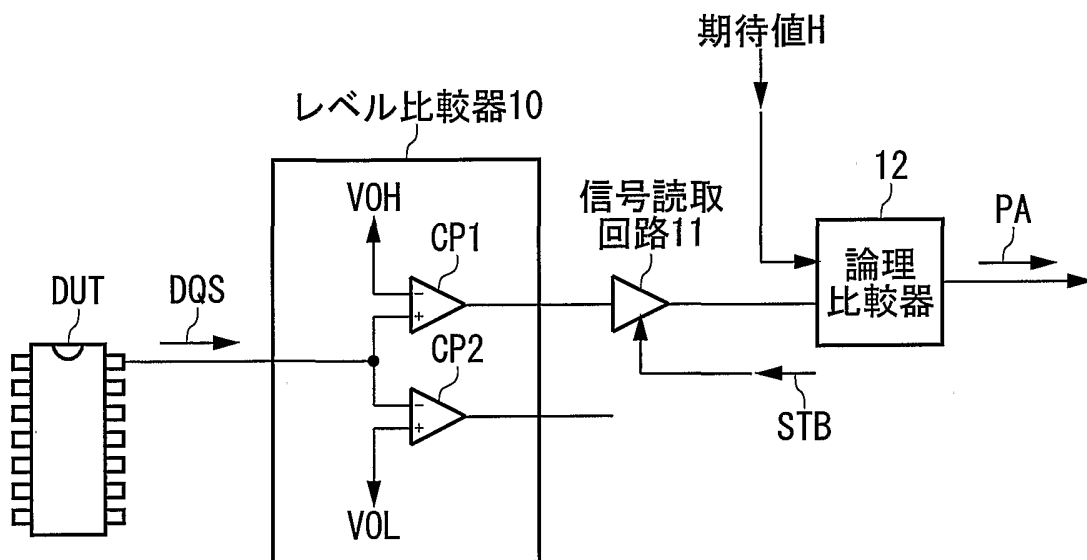 期待値H
レベル比較器10
VOH
CP1
信号読取
回路11
12
論理
比較器
PA
DUT
DQS
CP2
STB
VOL
−
+
−
+